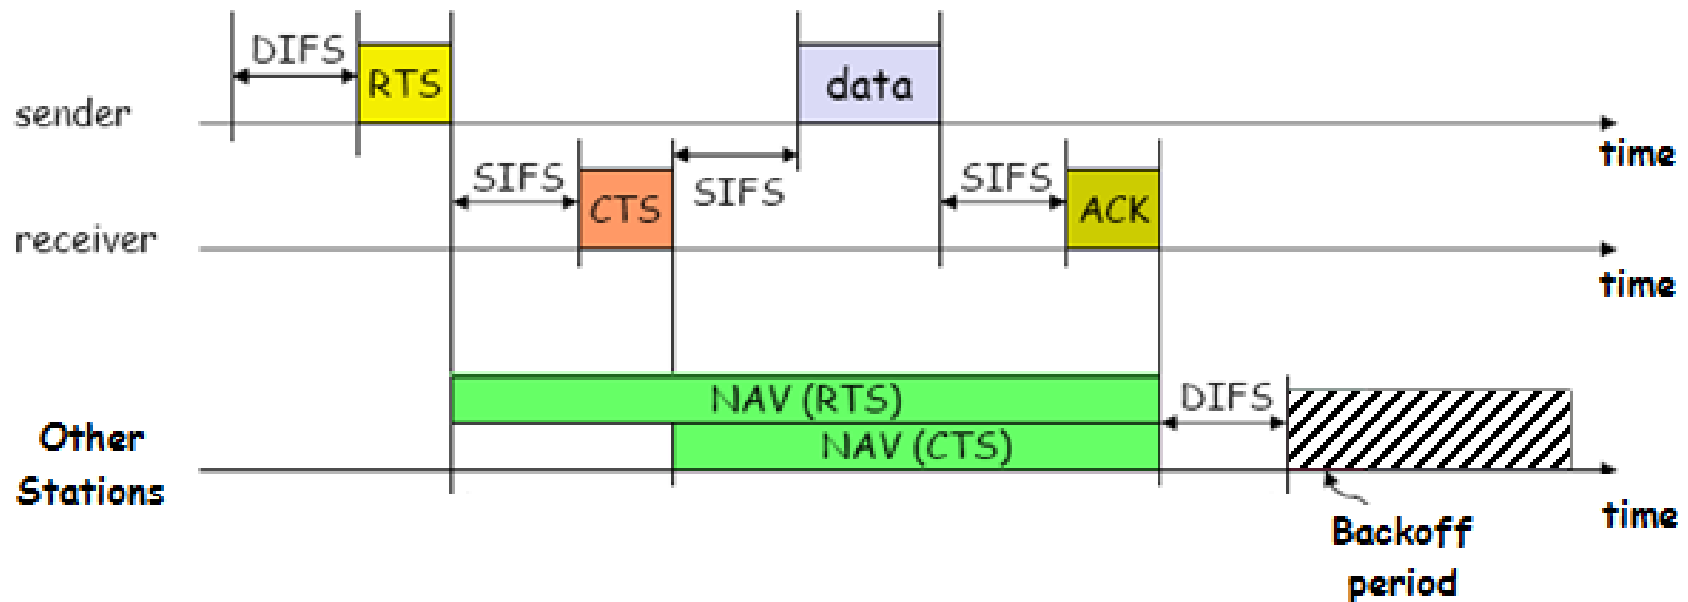 DIFS
RTS
data
sender
time
SIFS
CTS
SIFS
SIFS
ACK
receiver
time
NAV (RTS)
DIFS
NAV (CTS)
Other
Stations
time
Backoff
period